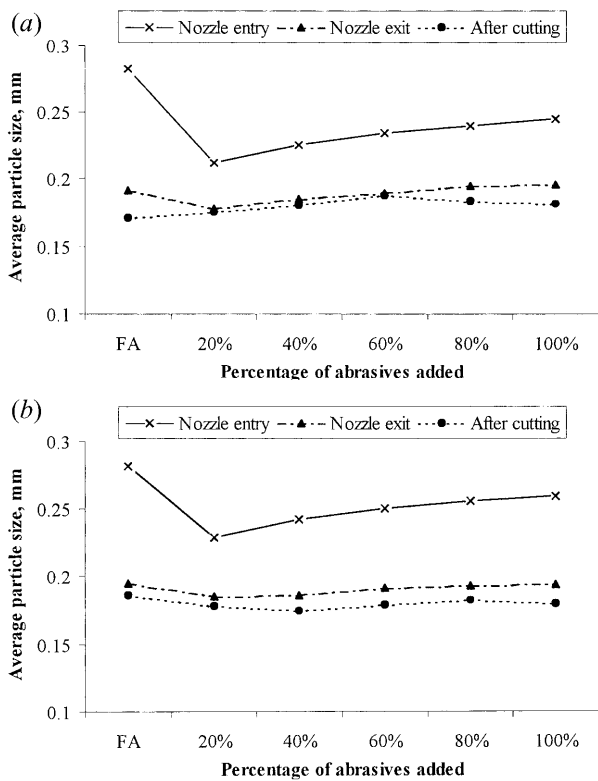 (a)
Nozzle entry Nozzle exit After cutting
0.3
0.25
0.2
0.15
0.1
Average particle size, mm
FA 20% 40% 60% 80% 100%
Percentage of abrasives added
(b)
Nozzle entry Nozzle exit After cutting
0.3
0.25
0.2
0.15
0.1
Average particle size, mm
FA 20% 40% 60% 80% 100%
Percentage of abrasives added